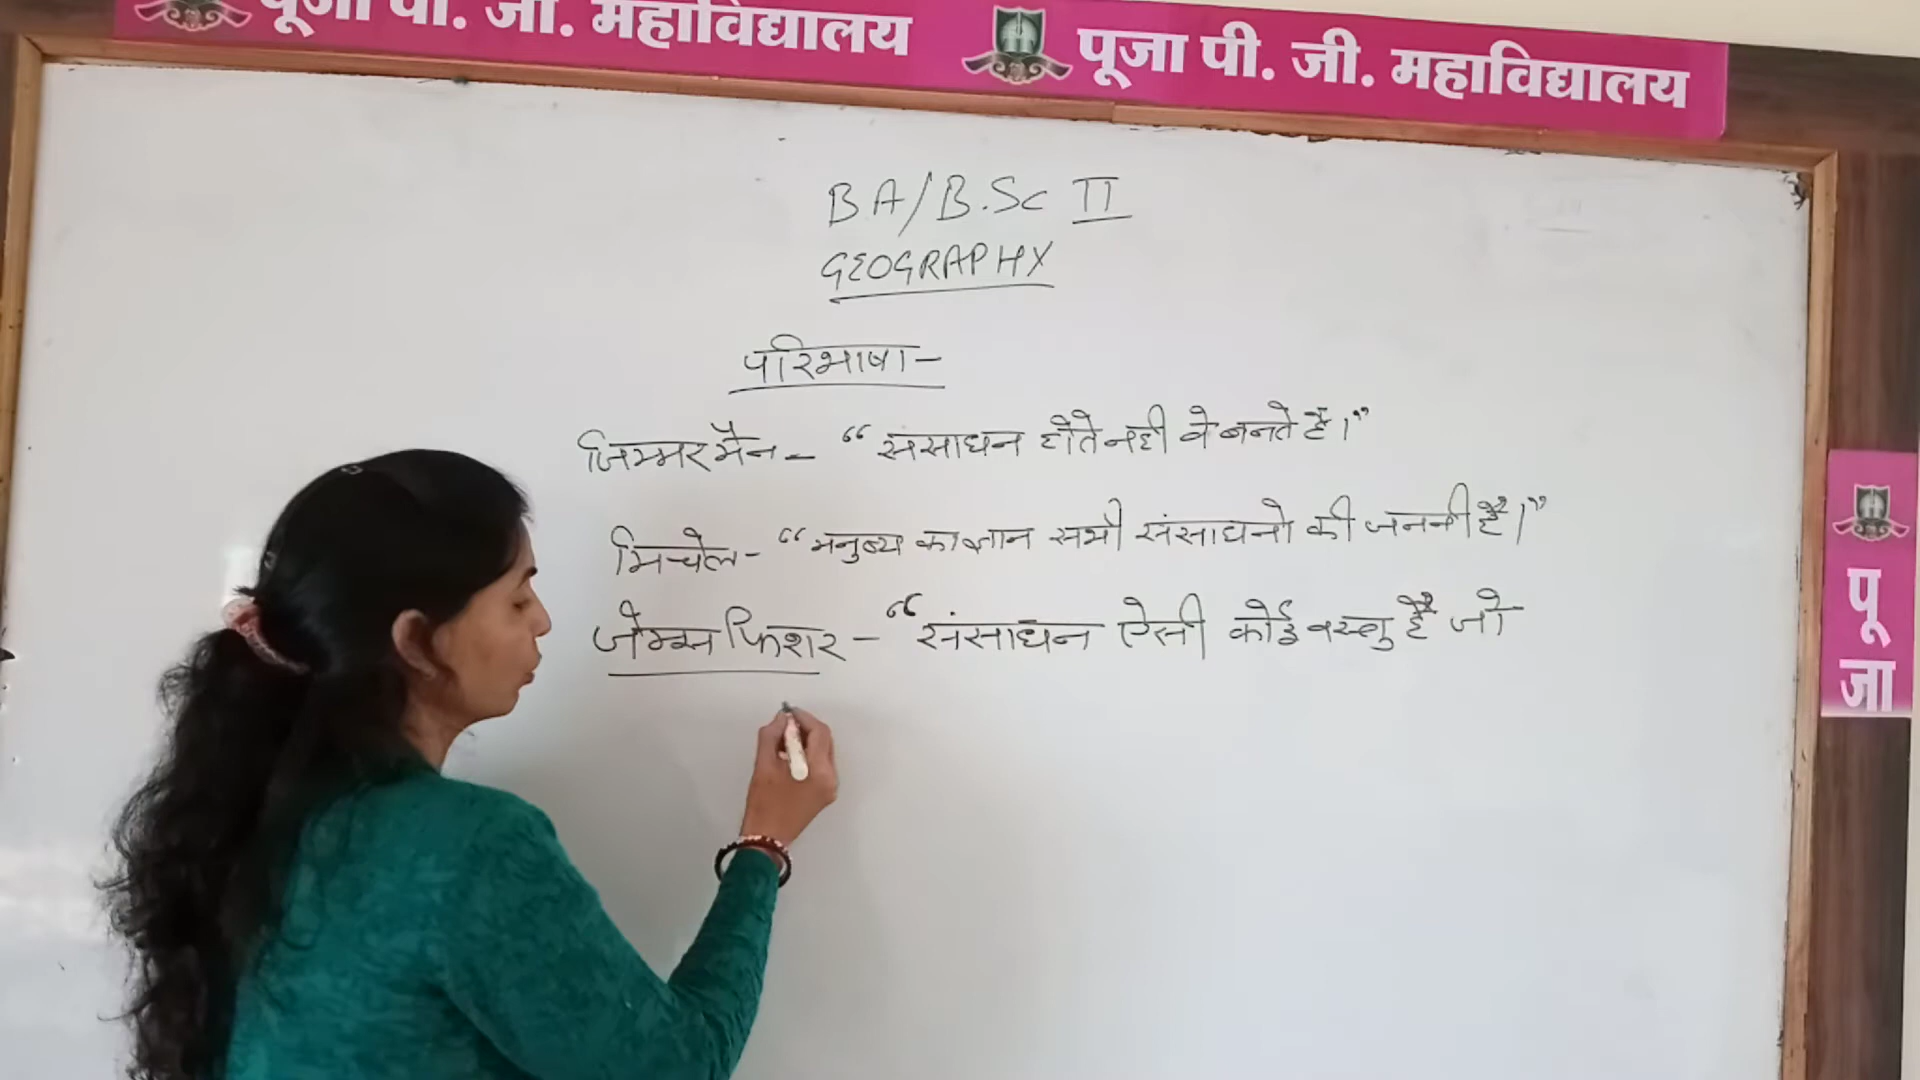 पूजा पी. जी. महाविद्यालय
पूजा पी. जी. महाविद्यालय
BA/B.Sc II
GEOGRAPHY
परिभाषा-
जिम्मरमैन - "संसाधन होते नही वे बनते हैं।"
मिचेल - "मनुष्य का ज्ञान सभी संसाधनो की जननी है।"
जेम्स फिशर - "संसाधन ऐसी कोई वस्तु है जो
पू
जा